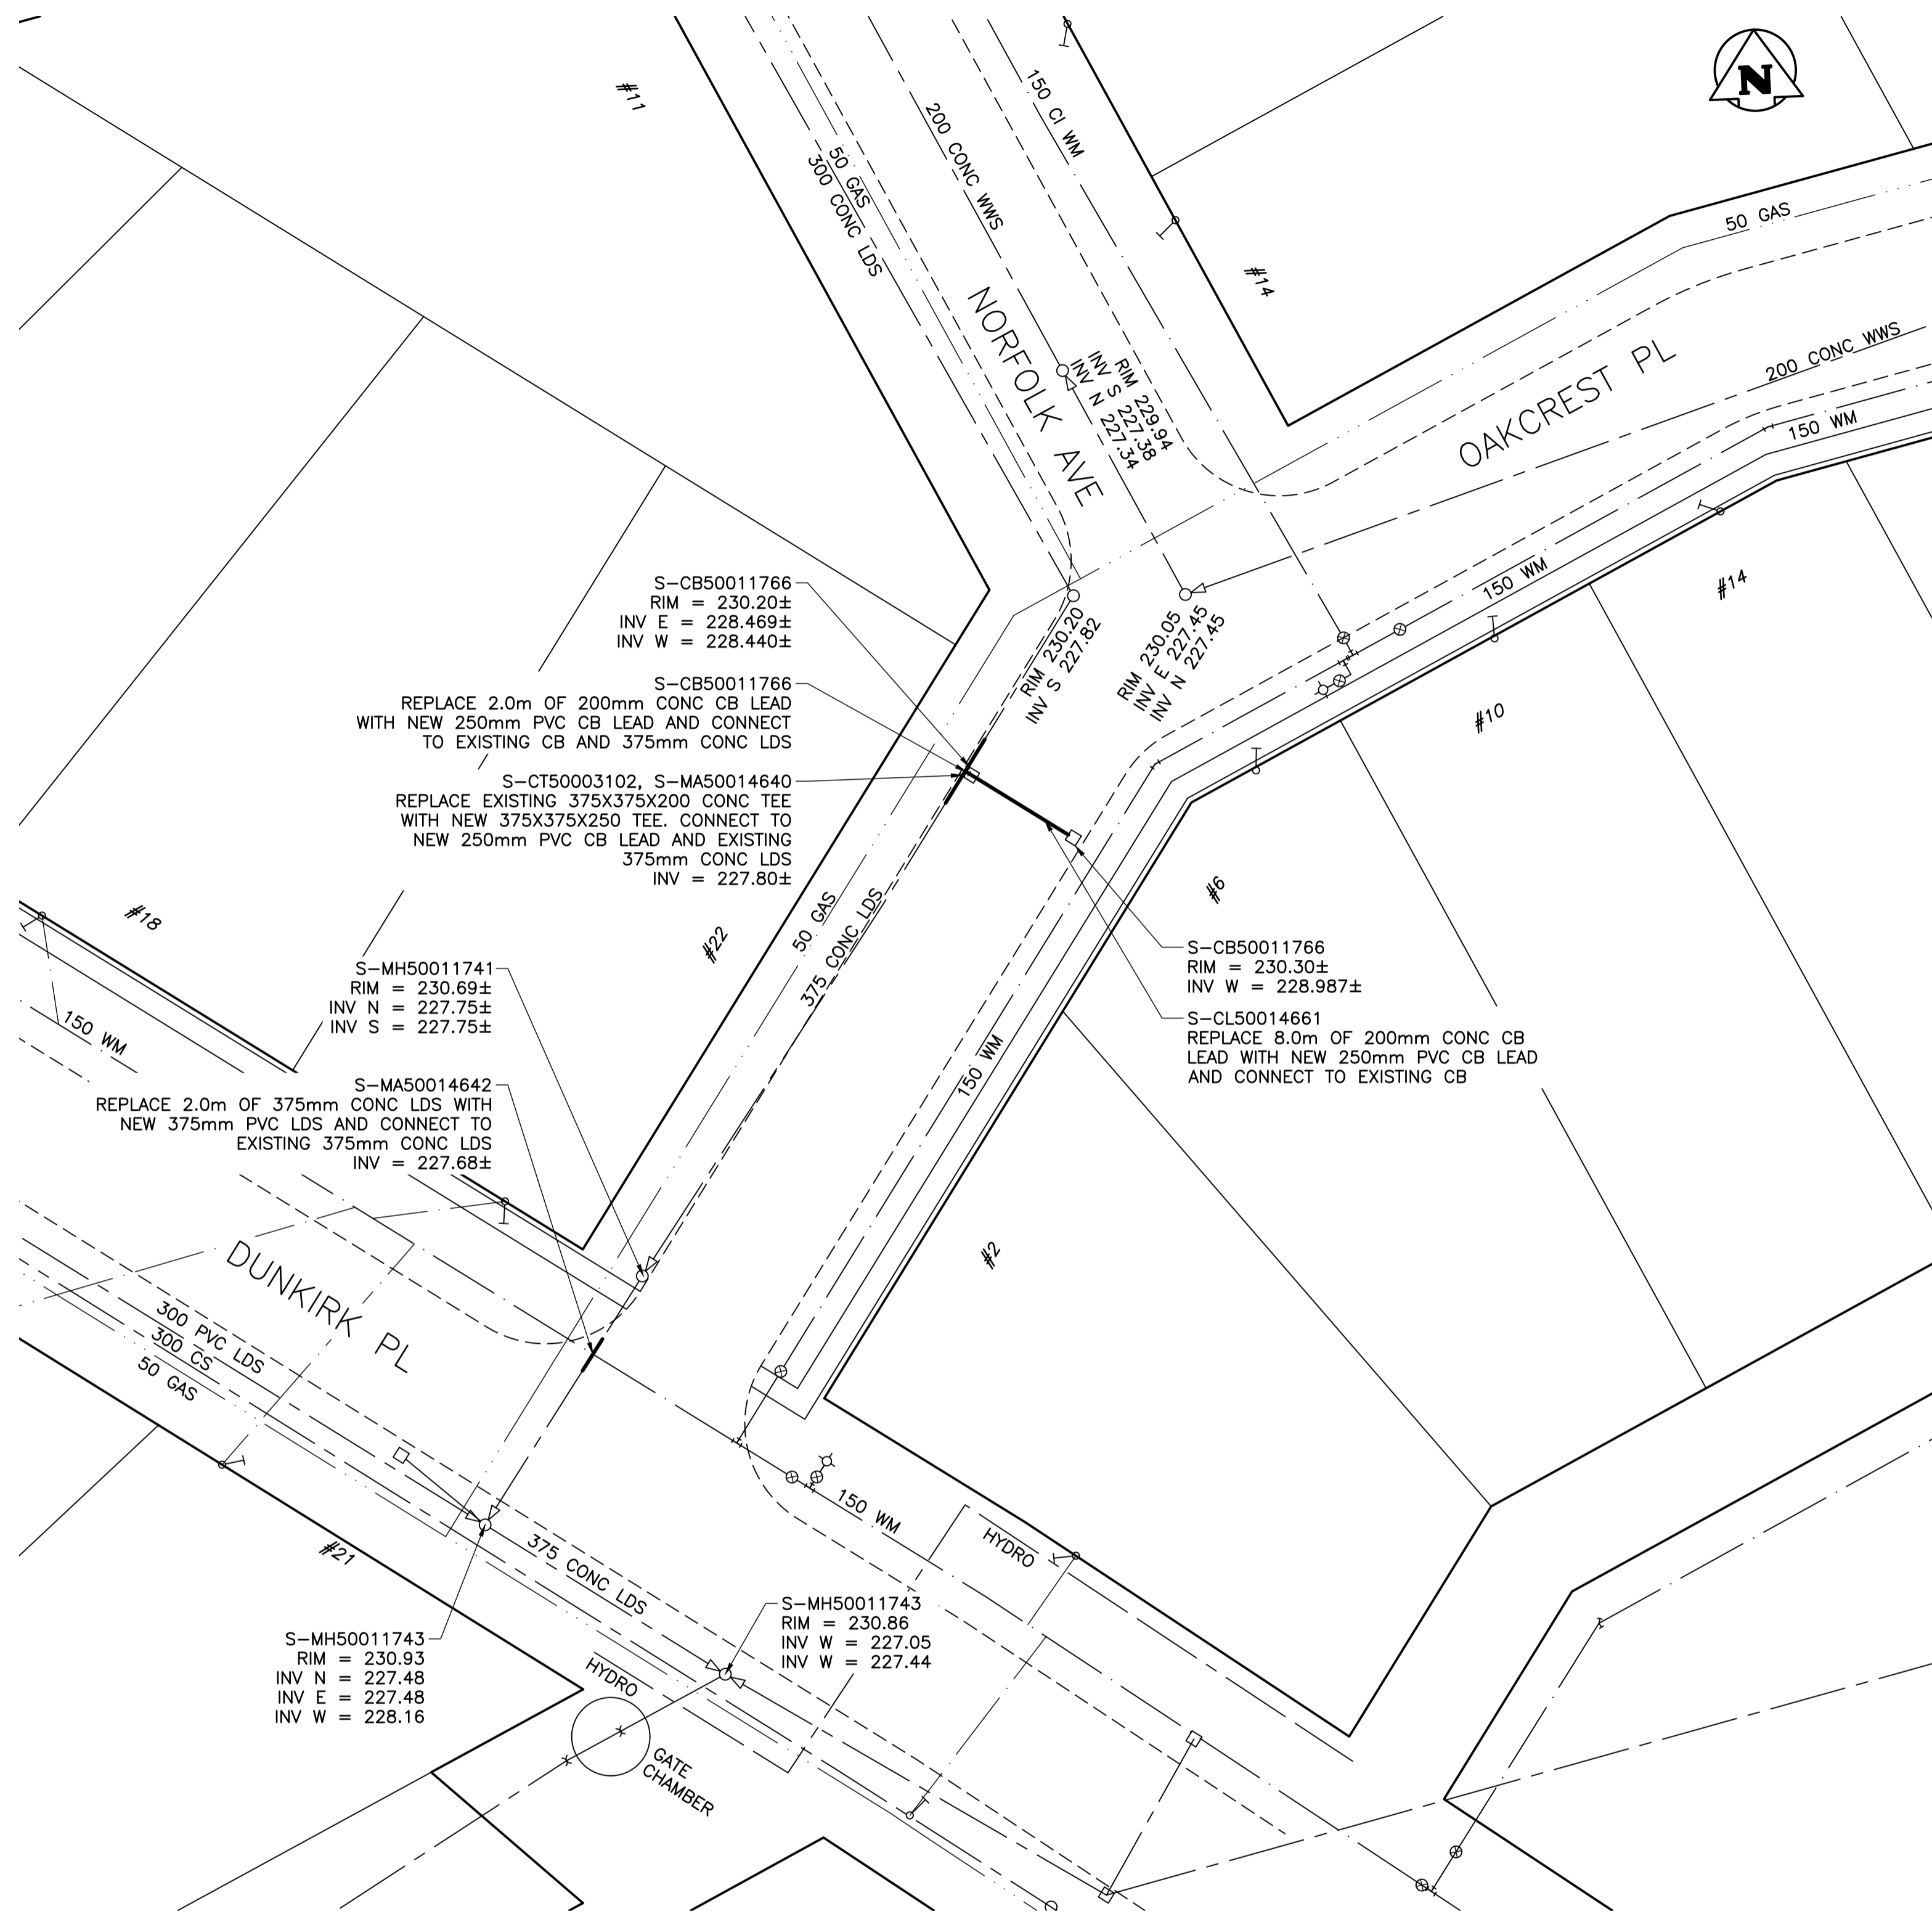 N
#11
50 GAS
300 CONC LDS
200 CONC WWS
150 CI WM
NORFOLK AVE
#14
RIM 229.94
INV S 227.38
INV N 227.34
50 GAS
OAKCREST PL
200 CONC WWS
150 WM
150 WM
#14
#10
S-CB50011766
RIM = 230.20±
INV E = 228.469±
INV W = 228.440±
RIM 230.20
INV S 227.82
RIM 230.05
INV E 227.45
INV N 227.45
S-CB50011766
REPLACE 2.0m OF 200mm CONC CB LEAD
WITH NEW 250mm PVC CB LEAD AND CONNECT
TO EXISTING CB AND 375mm CONC LDS
S-CT50003102, S-MA50014640
REPLACE EXISTING 375X375X200 CONC TEE
WITH NEW 375X375X250 TEE. CONNECT TO
NEW 250mm PVC CB LEAD AND EXISTING
375mm CONC LDS
INV = 227.80±
#6
#18
#22
50 GAS
375 CONC LDS
S-CB50011766
RIM = 230.30±
INV W = 228.987±
S-CL50014661
REPLACE 8.0m OF 200mm CONC CB
LEAD WITH NEW 250mm PVC CB LEAD
AND CONNECT TO EXISTING CB
S-MH50011741
RIM = 230.69±
INV N = 227.75±
INV S = 227.75±
150 WM
150 WM
S-MA50014642
REPLACE 2.0m OF 375mm CONC LDS WITH
NEW 375mm PVC LDS AND CONNECT TO
EXISTING 375mm CONC LDS
INV = 227.68±
#2
DUNKIRK PL
300 PVC LDS
300 CS
50 GAS
#21
150 WM
HYDRO
375 CONC LDS
S-MH50011743
RIM = 230.86
INV W = 227.05
INV W = 227.44
S-MH50011743
RIM = 230.93
INV N = 227.48
INV E = 227.48
INV W = 228.16
HYDRO
GATE
CHAMBER